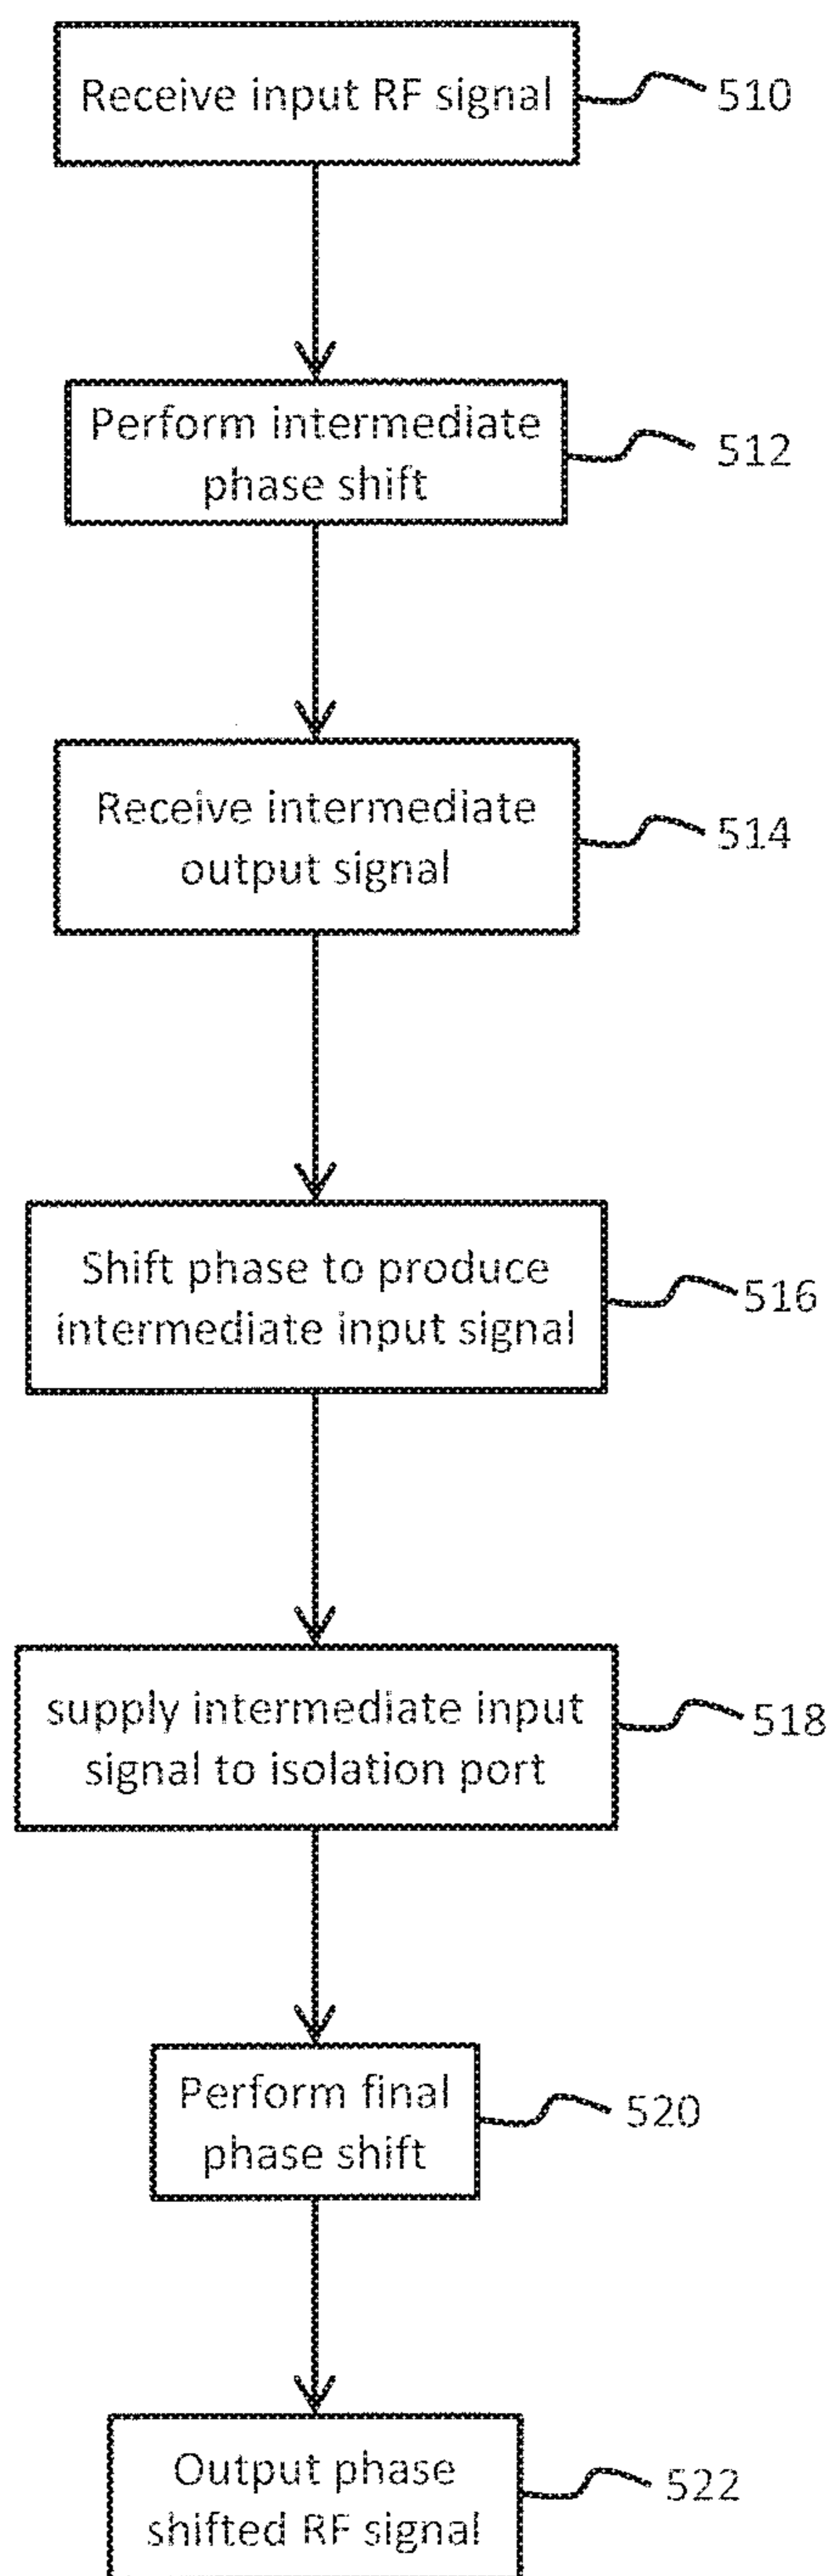 Receive input RF signal
510
Perform intermediate
phase shift
512
Receive intermediate
output signal
514
Shift phase to produce
intermediate input signal
516
supply intermediate input
signal to isolation port
518
Perform final
phase shift
520
Output phase
shifted RF signal
522